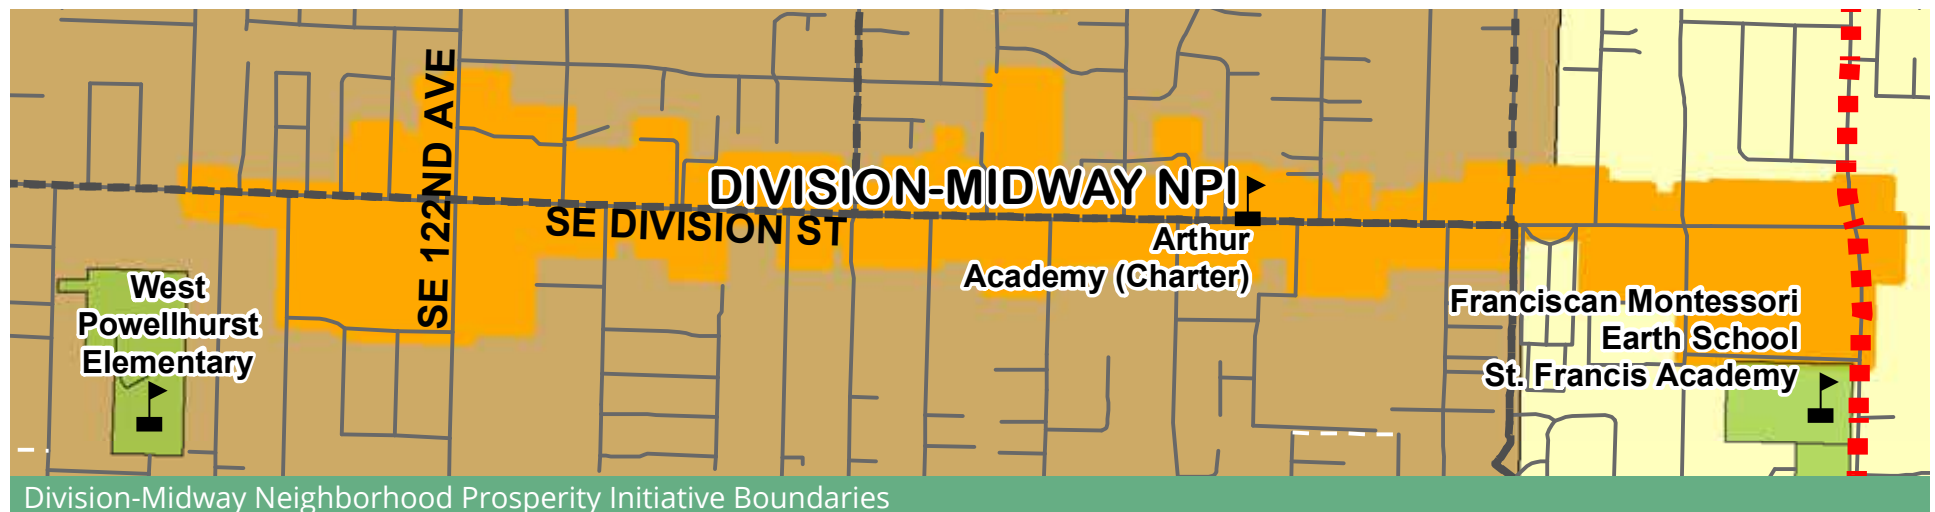 SE 122ND AVE
DIVISION-MIDWAY NPI
SE DIVISION ST
Arthur
Academy (Charter)
West
Powellhurst
Elementary
Franciscan Montessori
Earth School
St. Francis Academy
Division-Midway Neighborhood Prosperity Initiative Boundaries